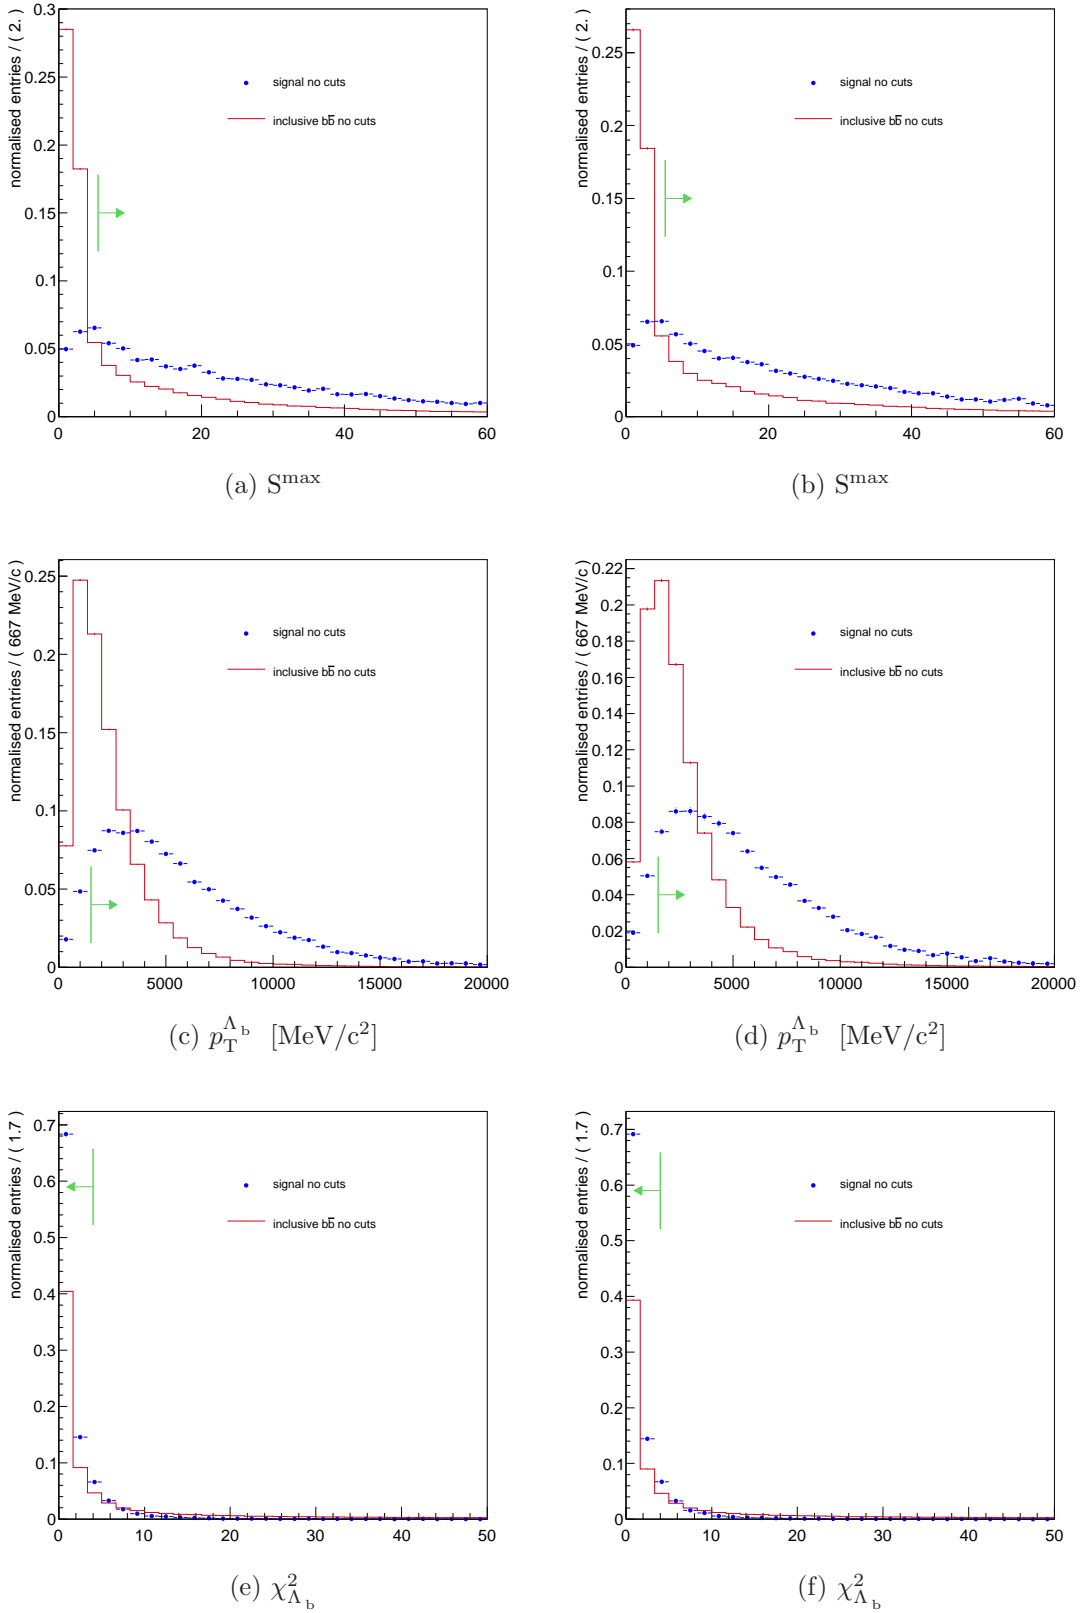 normalised entries / ( 2. )
0.3
0.25
0.2
0.15
0.1
0.05
0
signal no cuts
inclusive bb̅ no cuts
0 20 40 60
(a) S^max
normalised entries / ( 2. )
0.25
0.2
0.15
0.1
0.05
0
signal no cuts
inclusive bb̅ no cuts
0 20 40 60
(b) S^max
normalised entries / ( 667 MeV/c )
0.25
0.2
0.15
0.1
0.05
0
signal no cuts
inclusive bb̅ no cuts
0 5000 10000 15000 20000
(c) p_T^{Λ_b} [MeV/c²]
normalised entries / ( 667 MeV/c )
0.22
0.2
0.18
0.16
0.14
0.12
0.1
0.08
0.06
0.04
0.02
0
signal no cuts
inclusive bb̅ no cuts
5000 10000 15000 20000
(d) p_T^{Λ_b} [MeV/c²]
normalised entries / ( 1.7 )
0.7
0.6
0.5
0.4
0.3
0.2
0.1
0
signal no cuts
inclusive bb̅ no cuts
0 10 20 30 40 50
(e) χ²_{Λ_b}
normalised entries / ( 1.7 )
0.7
0.6
0.5
0.4
0.3
0.2
0.1
0
signal no cuts
inclusive bb̅ no cuts
0 10 20 30 40 50
(f) χ²_{Λ_b}